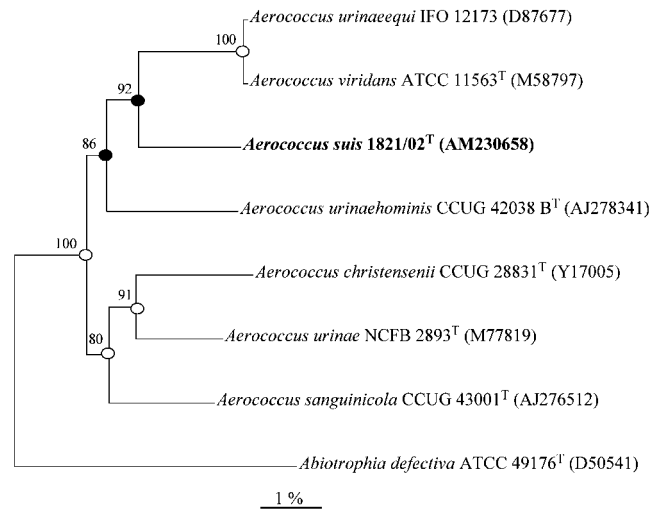 Aerococcus urinaeequi IFO 12173 (D87677)
100
Aerococcus viridans ATCC 11563ᵀ (M58797)
92
Aerococcus suis 1821/02ᵀ (AM230658)
86
Aerococcus urinaehominis CCUG 42038 Bᵀ (AJ278341)
100
Aerococcus christensenii CCUG 28831ᵀ (Y17005)
91
Aerococcus urinae NCFB 2893ᵀ (M77819)
80
Aerococcus sanguinicola CCUG 43001ᵀ (AJ276512)
Abiotrophia defectiva ATCC 49176ᵀ (D50541)
1 %